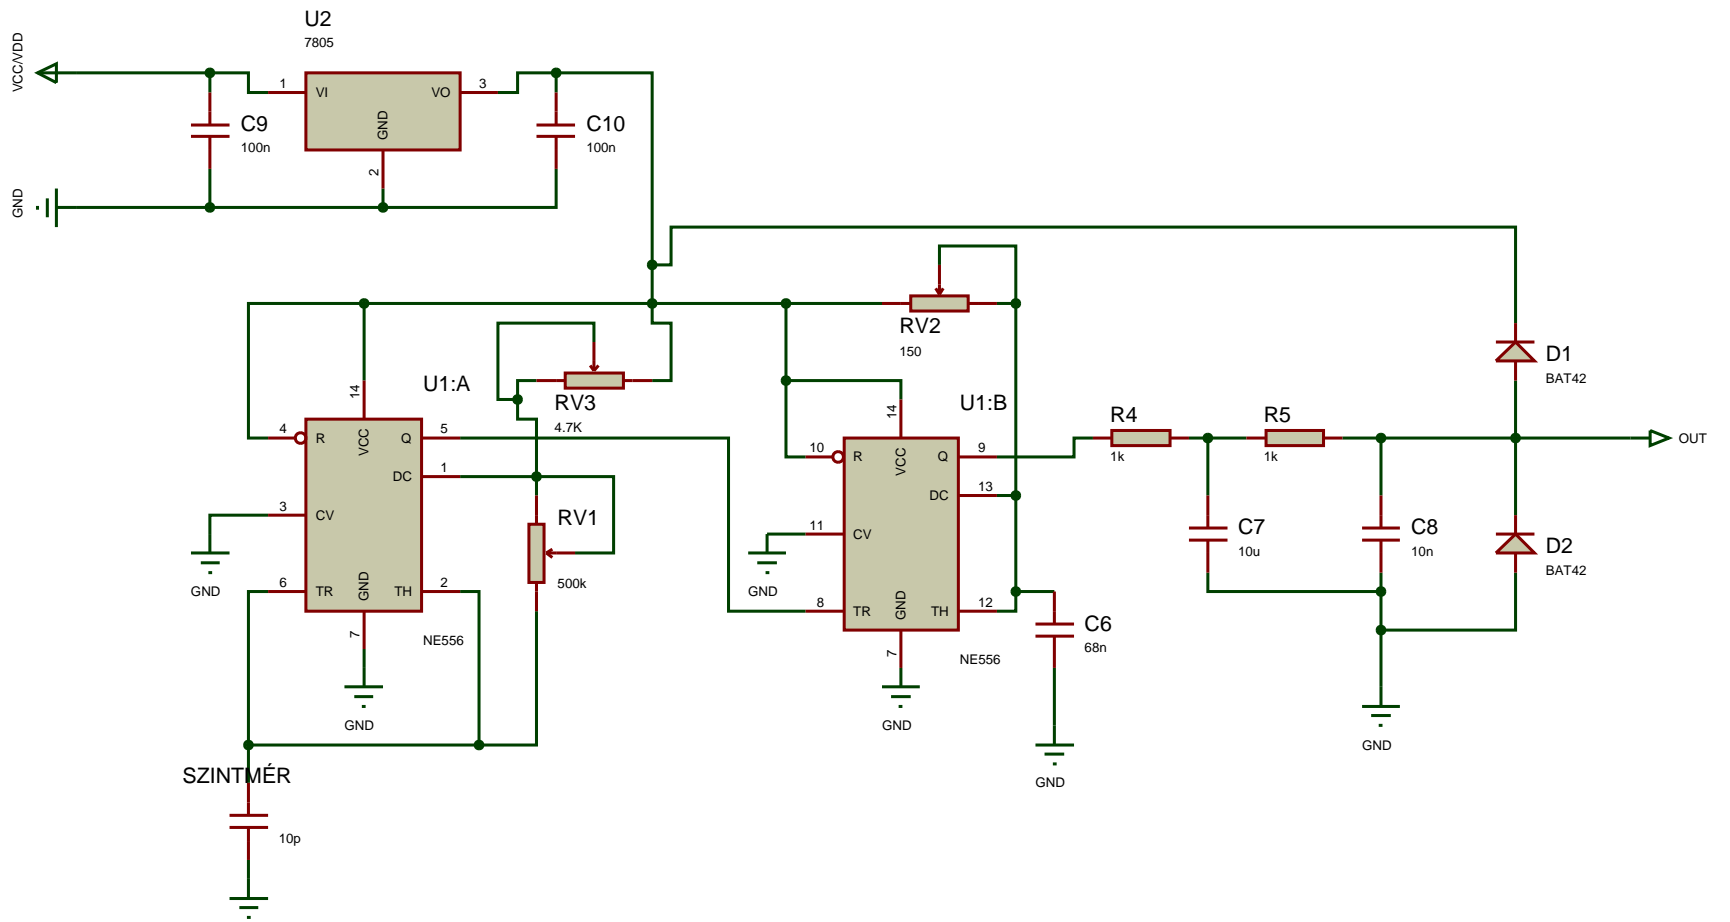 U2
7805
VCC/VDD
1
VI
VO
3
GND
2
C9
100n
C10
100n
GND
RV2
150
U1:A
RV3
4.7K
14
4
R
VCC
Q
5
DC
1
3
CV
GND
6
TR
GND
TH
2
7
NE556
GND
RV1
500k
U1:B
14
10
R
VCC
Q
9
DC
13
11
CV
GND
8
TR
GND
TH
12
7
NE556
GND
C6
68n
GND
R4
1k
R5
1k
C7
10u
C8
10n
GND
D1
BAT42
OUT
D2
BAT42
SZINTMÉR
10p